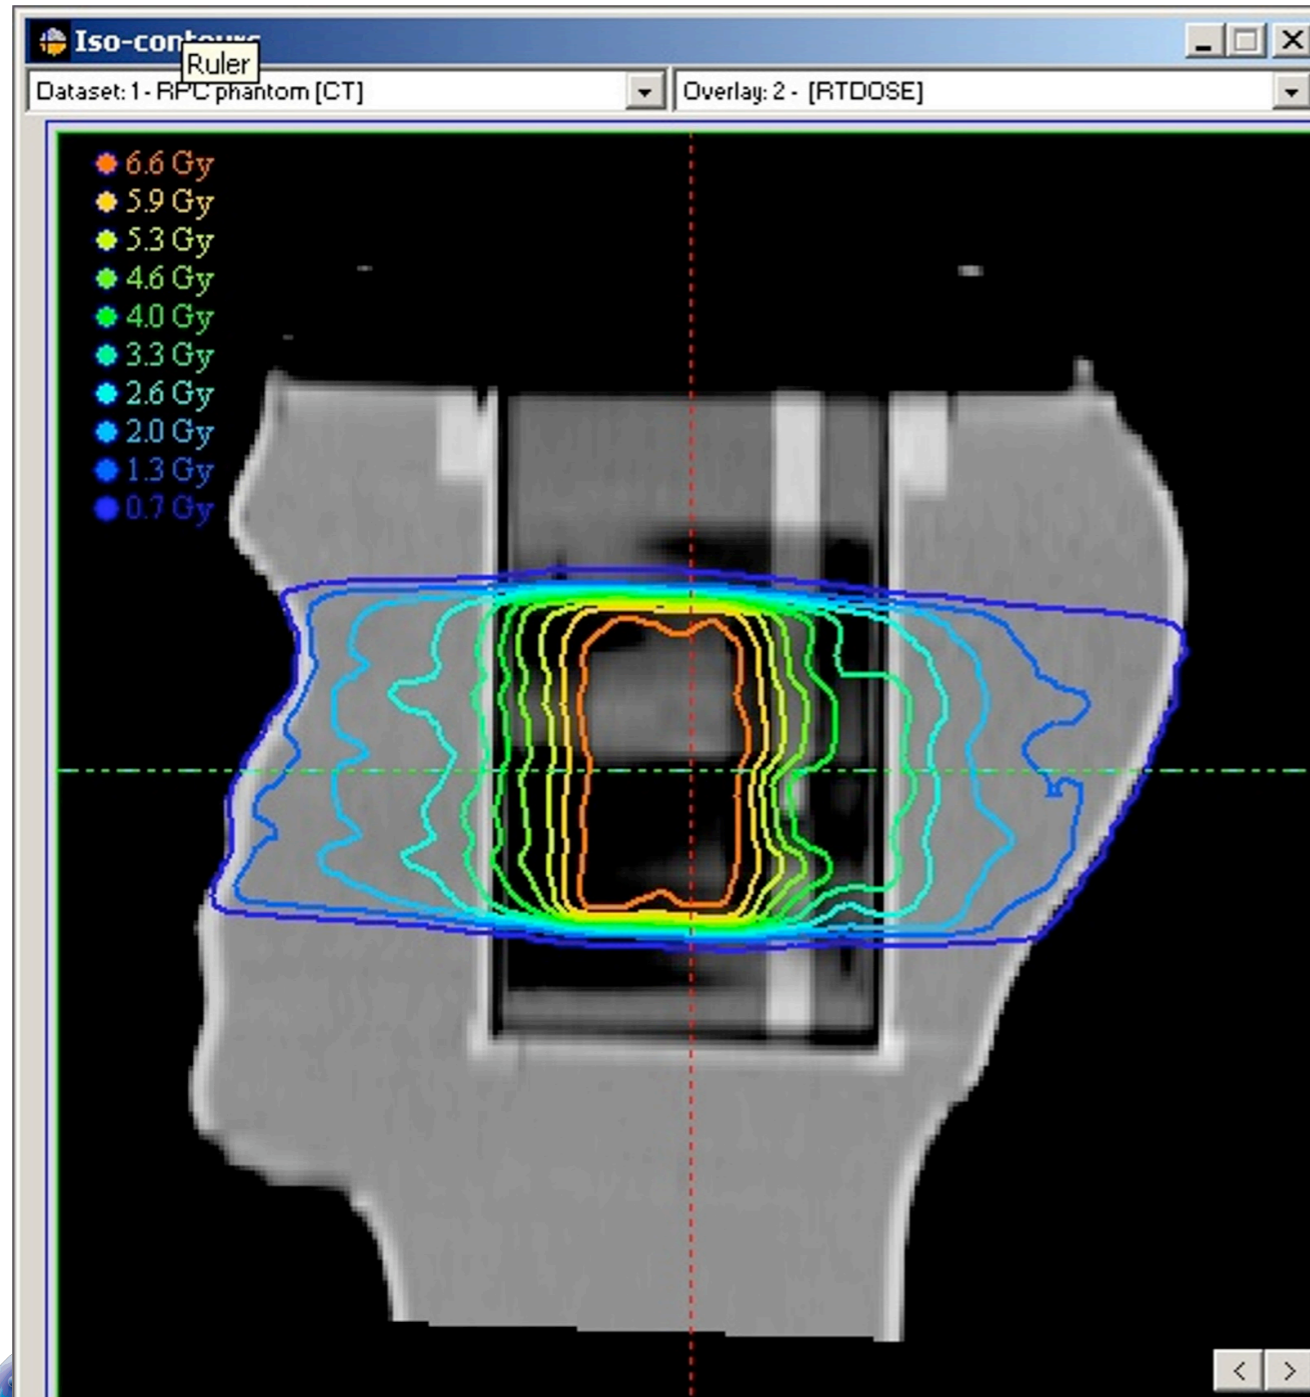 Iso-contours
Ruler
Dataset: 1 - RPC phantom [CT]
Overlay: 2 - [RTDOSE]
6.6 Gy
5.9 Gy
5.3 Gy
4.6 Gy
4.0 Gy
3.3 Gy
2.6 Gy
2.0 Gy
1.3 Gy
0.7 Gy